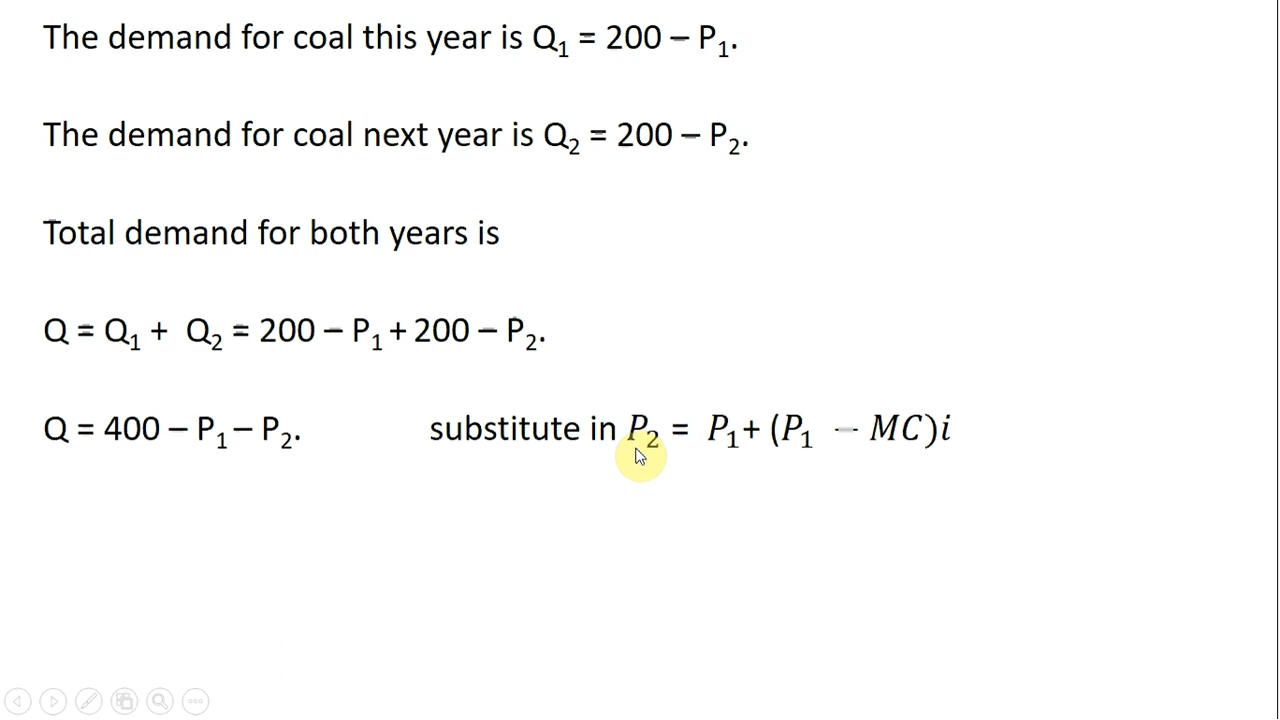 The demand for coal this year is Q₁ = 200 – P₁.
The demand for coal next year is Q₂ = 200 – P₂.
Total demand for both years is
Q = Q₁ + Q₂ = 200 – P₁ + 200 – P₂.
Q = 400 – P₁ – P₂. substitute in P₂ = P₁ + (P₁ – MC)i